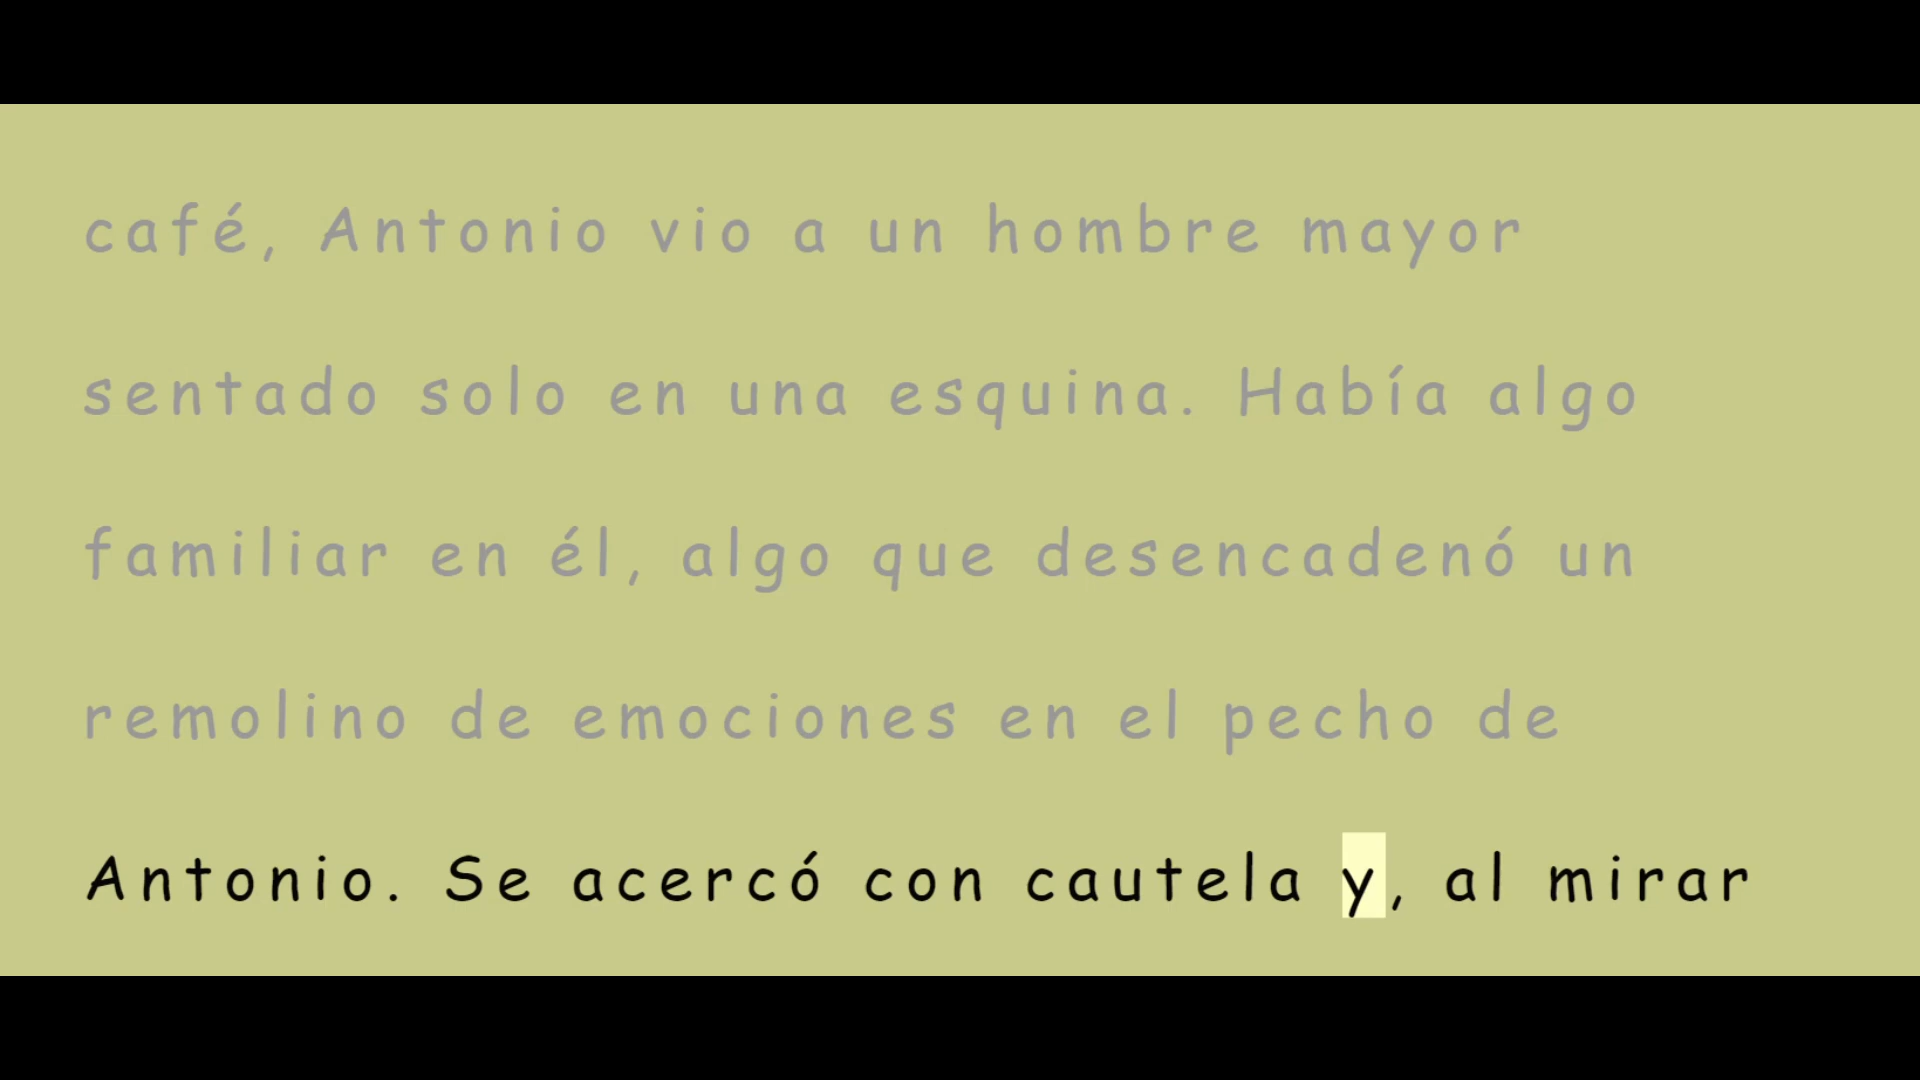 café, Antonio vio a un hombre mayor
sentado solo en una esquina. Había algo
familiar en él, algo que desencadenó un
remolino de emociones en el pecho de
Antonio. Se acercó con cautela y, al mirar